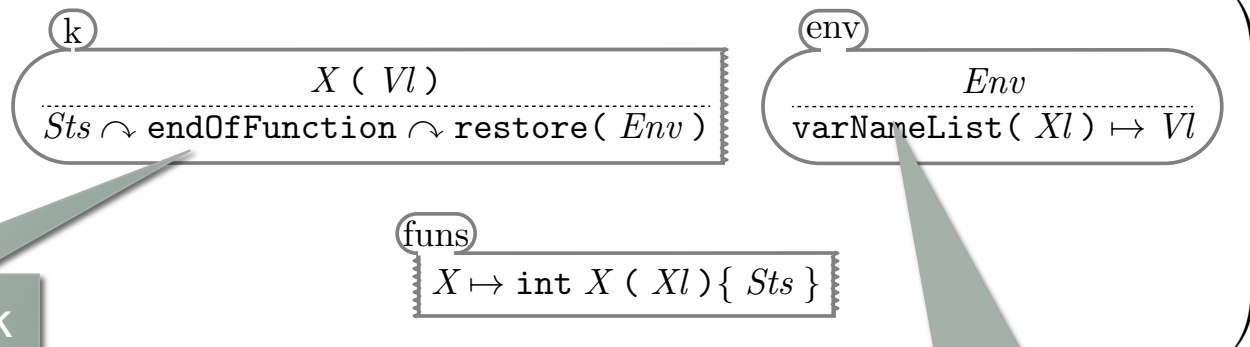 k
X ( Vl )
Sts ↷ endOfFunction ↷ restore( Env )
env
Env
varNameList( Xl ) ↦ Vl
funs
X ↦ int X ( Xl ){ Sts }